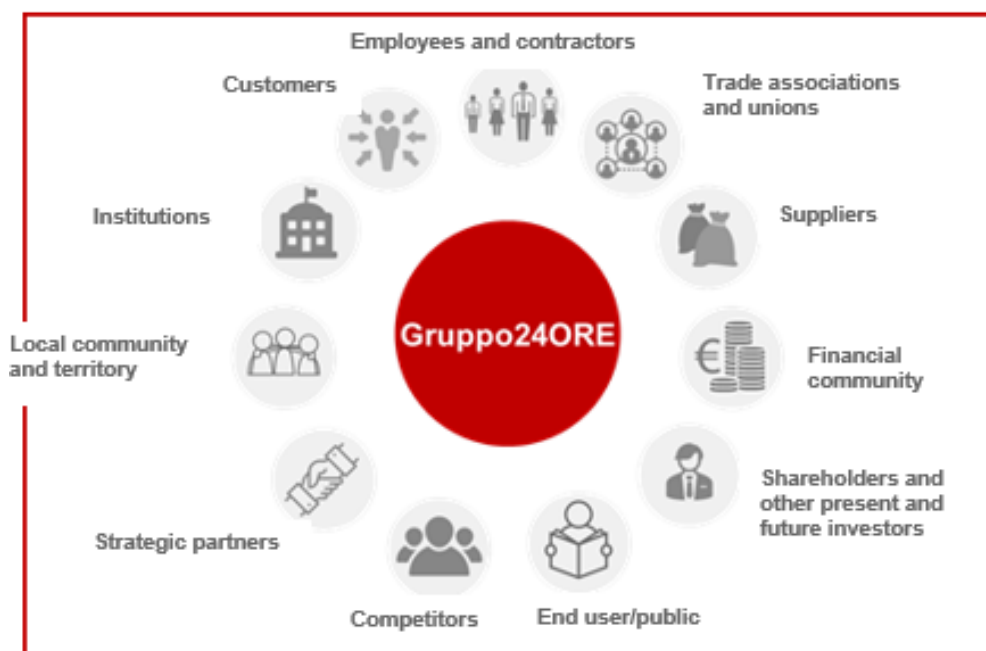 Employees and contractors
Customers
Trade associations
and unions
Institutions
Suppliers
Gruppo24ORE
Local community
and territory
Financial
community
Shareholders and
other present and
future investors
Strategic partners
Competitors
End user/public